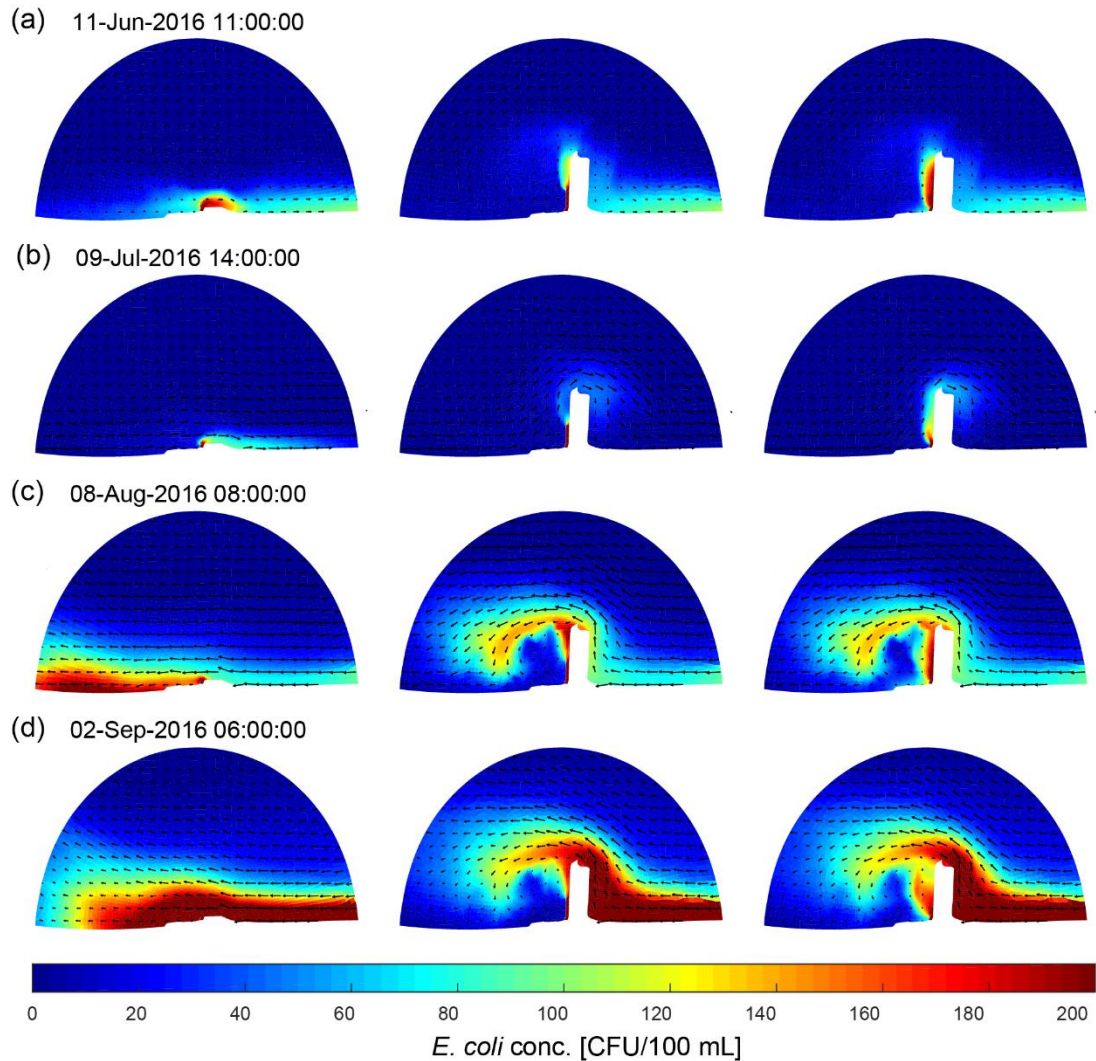 (a) 11-Jun-2016 11:00:00
(b) 09-Jul-2016 14:00:00
(c) 08-Aug-2016 08:00:00
(d) 02-Sep-2016 06:00:00
0 20 40 60 80 100 120 140 160 180 200
E. coli conc. [CFU/100 mL]